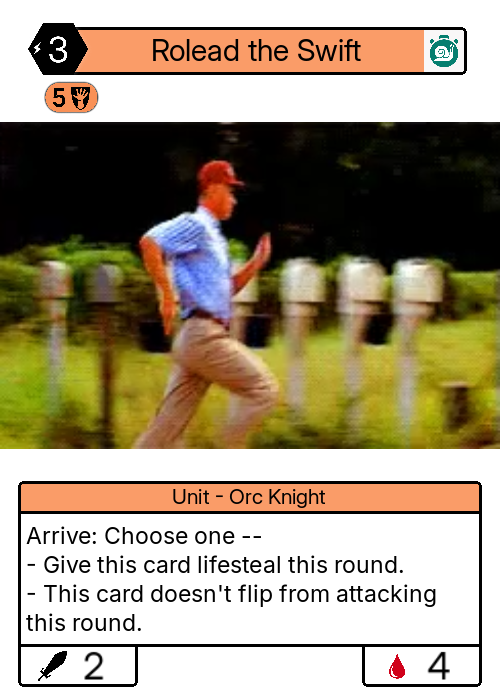 3
Rolead the Swift
5
Unit - Orc Knight
Arrive: Choose one --
- Give this card lifesteal this round.
- This card doesn't flip from attacking
this round.
2
4